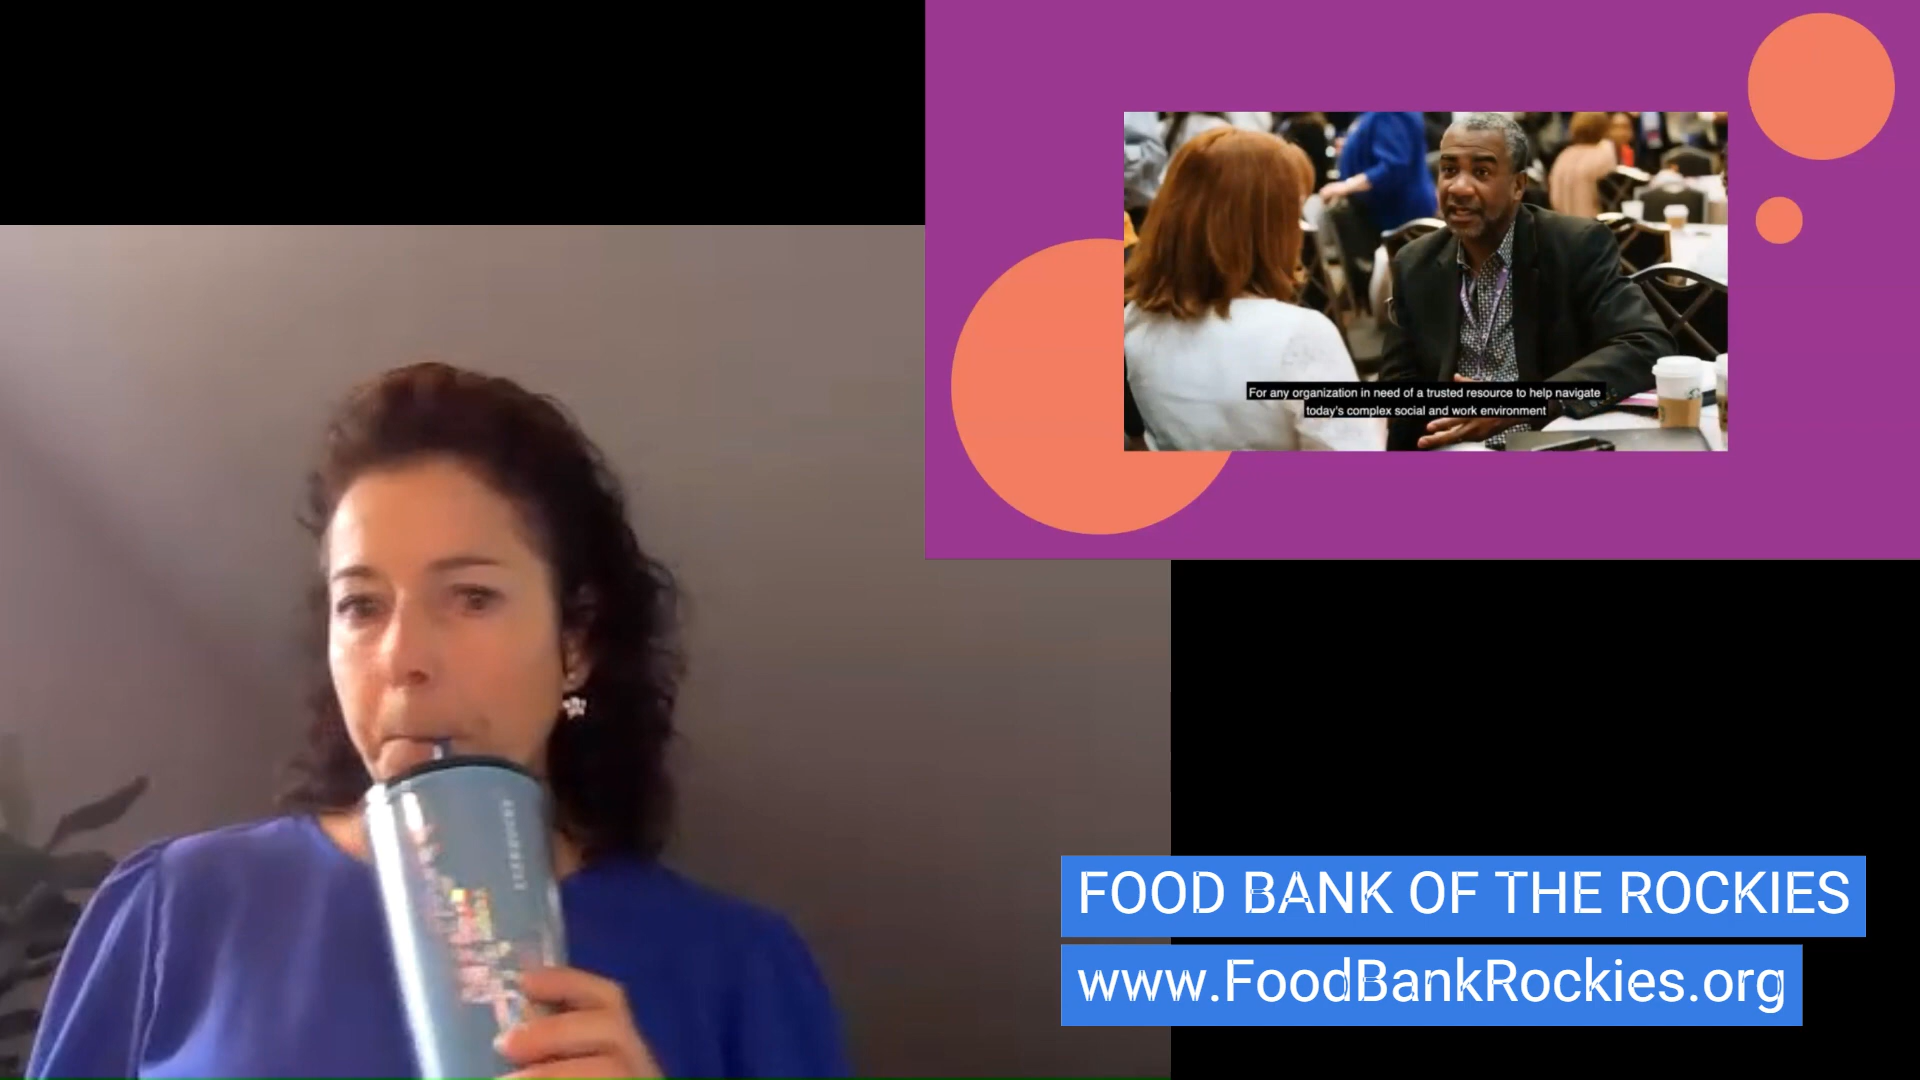 For any organization in need of a trusted resource to help navigate
today's complex social and work environment
STARBUCKS
FOOD BANK OF THE ROCKIES
www.FoodBankRockies.org